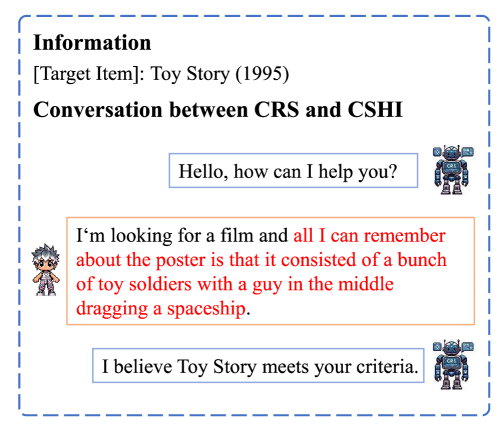 Information
[Target Item]: Toy Story (1995)
Conversation between CRS and CSHI
Hello, how can I help you?
CRS
I‘m looking for a film and all I can remember
about the poster is that it consisted of a bunch
of toy soldiers with a guy in the middle
dragging a spaceship.
I believe Toy Story meets your criteria.
CRS